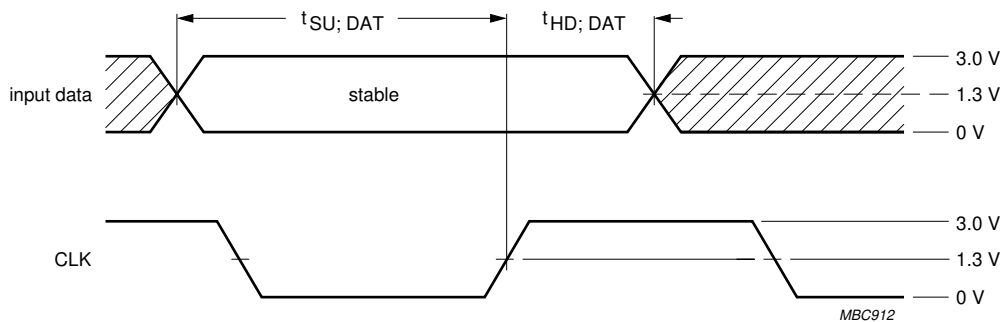 tSU; DAT
tHD; DAT
3.0 V
input data
stable
1.3 V
0 V
3.0 V
CLK
1.3 V
0 V
MBC912